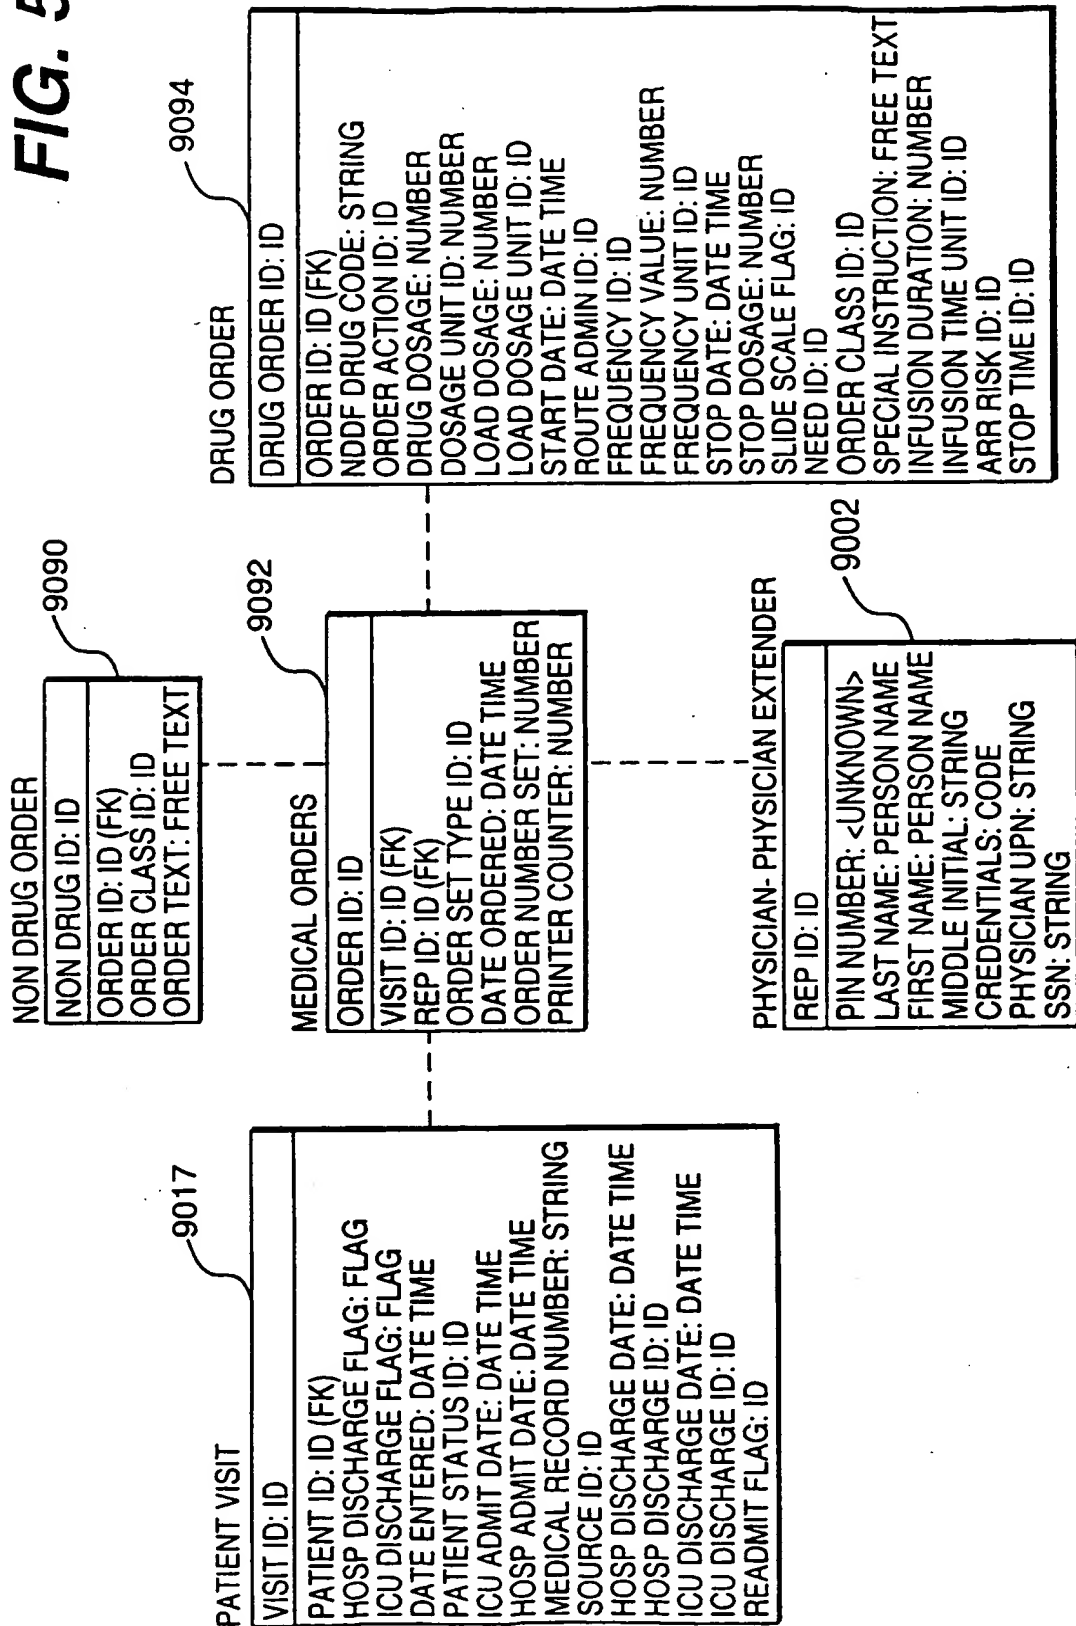 FIG. 5
PATIENT VISIT
9017
VISIT ID: ID
PATIENT ID: ID (FK)
HOSP DISCHARGE FLAG: FLAG
ICU DISCHARGE FLAG: FLAG
DATE ENTERED: DATE TIME
PATIENT STATUS ID: ID
ICU ADMIT DATE: DATE TIME
HOSP ADMIT DATE: DATE TIME
MEDICAL RECORD NUMBER: STRING
SOURCE ID: ID
HOSP DISCHARGE DATE: DATE TIME
HOSP DISCHARGE ID: ID
ICU DISCHARGE DATE: DATE TIME
ICU DISCHARGE ID: ID
READMIT FLAG: ID
NON DRUG ORDER
9090
NON DRUG ID: ID
ORDER ID: ID (FK)
ORDER CLASS ID: ID
ORDER TEXT: FREE TEXT
MEDICAL ORDERS
9092
ORDER ID: ID
VISIT ID: ID (FK)
REP ID: ID (FK)
ORDER SET TYPE ID: ID
DATE ORDERED: DATE TIME
ORDER NUMBER SET: NUMBER
PRINTER COUNTER: NUMBER
PHYSICIAN- PHYSICIAN EXTENDER
9002
REP ID: ID
PIN NUMBER: <UNKNOWN>
LAST NAME: PERSON NAME
FIRST NAME: PERSON NAME
MIDDLE INITIAL: STRING
CREDENTIALS: CODE
PHYSICIAN UPN: STRING
SSN: STRING
DRUG ORDER
9094
DRUG ORDER ID: ID
ORDER ID: ID (FK)
NDDF DRUG CODE: STRING
ORDER ACTION ID: ID
DRUG DOSAGE: NUMBER
DOSAGE UNIT ID: NUMBER
LOAD DOSAGE: NUMBER
LOAD DOSAGE UNIT ID: ID
START DATE: DATE TIME
ROUTE ADMIN ID: ID
FREQUENCY ID: ID
FREQUENCY VALUE: NUMBER
FREQUENCY UNIT ID: ID
STOP DATE: DATE TIME
STOP DOSAGE: NUMBER
SLIDE SCALE FLAG: ID
NEED ID: ID
ORDER CLASS ID: ID
SPECIAL INSTRUCTION: FREE TEXT
INFUSION DURATION: NUMBER
INFUSION TIME UNIT ID: ID
ARR RISK ID: ID
STOP TIME ID: ID